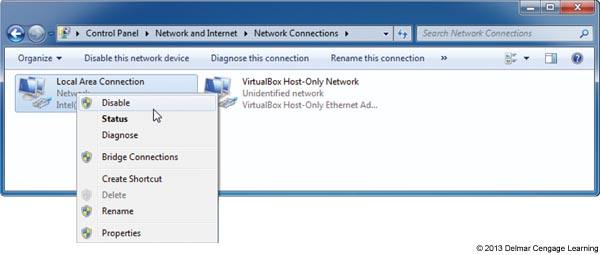 Control Panel ▸ Network and Internet ▸ Network Connections ▸
Search Network Connections
Organize ▾ Disable this network device Diagnose this connection Rename this connection »
Local Area Connection
Network
Intel(
VirtualBox Host-Only Network
Unidentified network
VirtualBox Host-Only Ethernet Ad...
Disable
Status
Diagnose
Bridge Connections
Create Shortcut
Delete
Rename
Properties
© 2013 Delmar Cengage Learning